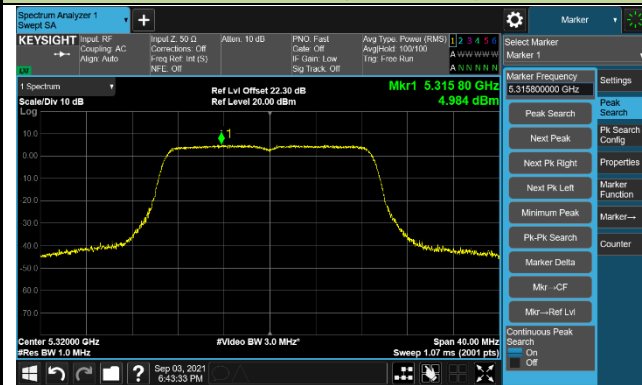 Spectrum Analyzer 1
Swept SA
+
Marker
KEYSIGHT
Input: RF
Coupling: AC
Align: Auto
Input Z: 50 Ω
Corrections: Off
Freq Ref: Int (S)
NFE: Off
Atten: 10 dB
PNO: Fast
Gate: Off
IF Gain: Low
Sig Track: Off
Avg Type: Power (RMS)
Avg|Hold: 100/100
Trig: Free Run
1 2 3 4 5 6
A W W W W W
A N N N N N
Select Marker
Marker 1
LXI
1 Spectrum
Scale/Div 10 dB
Log
Ref Lvl Offset 22.30 dB
Ref Level 20.00 dBm
Mkr1 5.315 80 GHz
4.984 dBm
10.0
0.00
-10.0
-20.0
-30.0
-40.0
-50.0
-60.0
-70.0
1
Center 5.32000 GHz
#Res BW 1.0 MHz
#Video BW 3.0 MHz*
Span 40.00 MHz
Sweep 1.07 ms (2001 pts)
Marker Frequency
5.315800000 GHz
Peak Search
Next Peak
Next Pk Right
Next Pk Left
Minimum Peak
Pk-Pk Search
Marker Delta
Mkr→CF
Mkr→Ref Lvl
Continuous Peak
Search
On
Off
Settings
Peak
Search
Pk Search
Config
Properties
Marker
Function
Marker→
Counter
?
Sep 03, 2021
6:43:33 PM